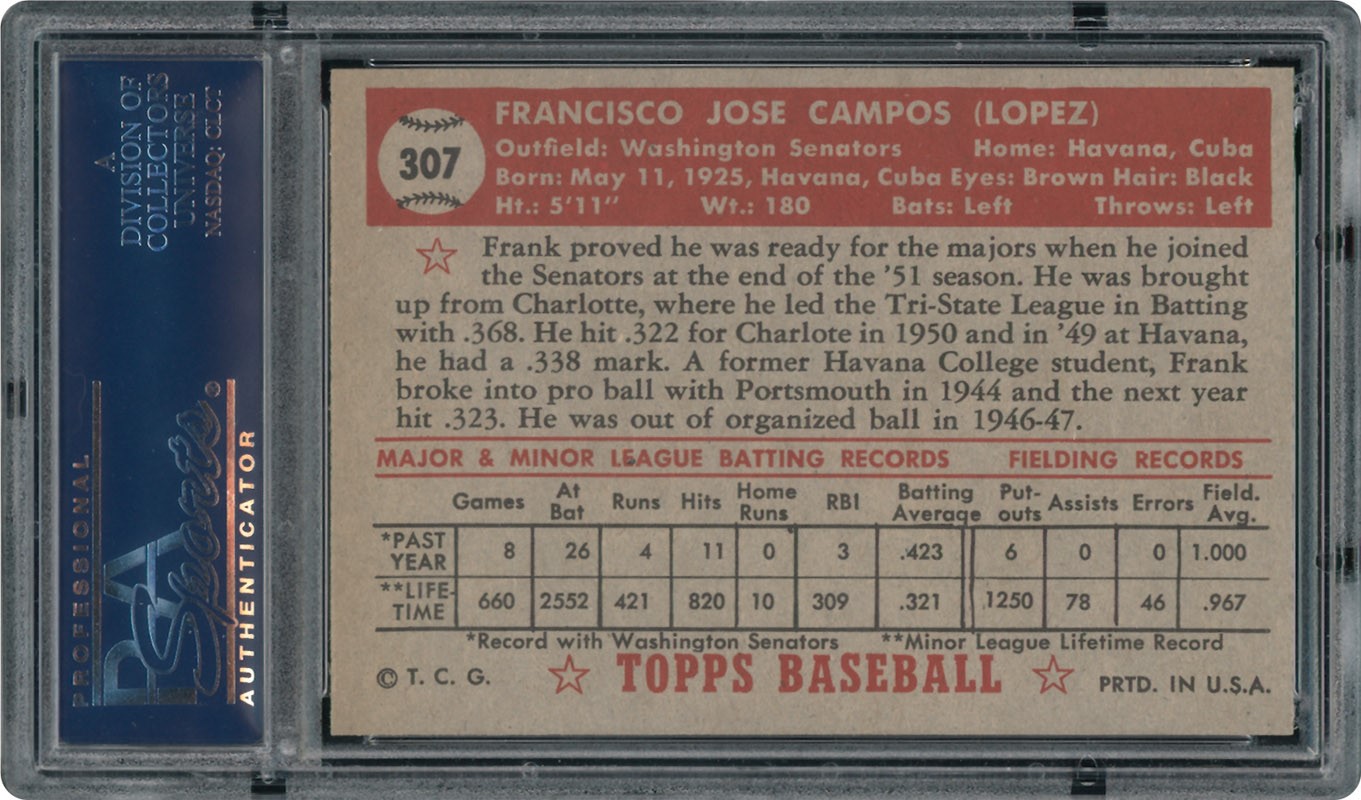 A
DIVISION OF
COLLECTORS
UNIVERSE
NASDAQ: CLCT
PROFESSIONAL
PSA
Sports
AUTHENTICATOR
307
FRANCISCO JOSE CAMPOS (LOPEZ)
Outfield: Washington Senators Home: Havana, Cuba
Born: May 11, 1925, Havana, Cuba Eyes: Brown Hair: Black
Ht.: 5'11" Wt.: 180 Bats: Left Throws: Left
Frank proved he was ready for the majors when he joined
the Senators at the end of the '51 season. He was brought
up from Charlotte, where he led the Tri-State League in Batting
with .368. He hit .322 for Charlote in 1950 and in '49 at Havana,
he had a .338 mark. A former Havana College student, Frank
broke into pro ball with Portsmouth in 1944 and the next year
hit .323. He was out of organized ball in 1946-47.
MAJOR & MINOR LEAGUE BATTING RECORDS FIELDING RECORDS
Games At Bat Runs Hits Home Runs RBI Batting Average Put-outs Assists Errors Field. Avg.
*PAST YEAR 8 26 4 11 0 3 .423 6 0 0 1.000
**LIFE-TIME 660 2552 421 820 10 309 .321 1250 78 46 .967
*Record with Washington Senators **Minor League Lifetime Record
© T. C. G. ☆ TOPPS BASEBALL ☆ PRTD. IN U.S.A.